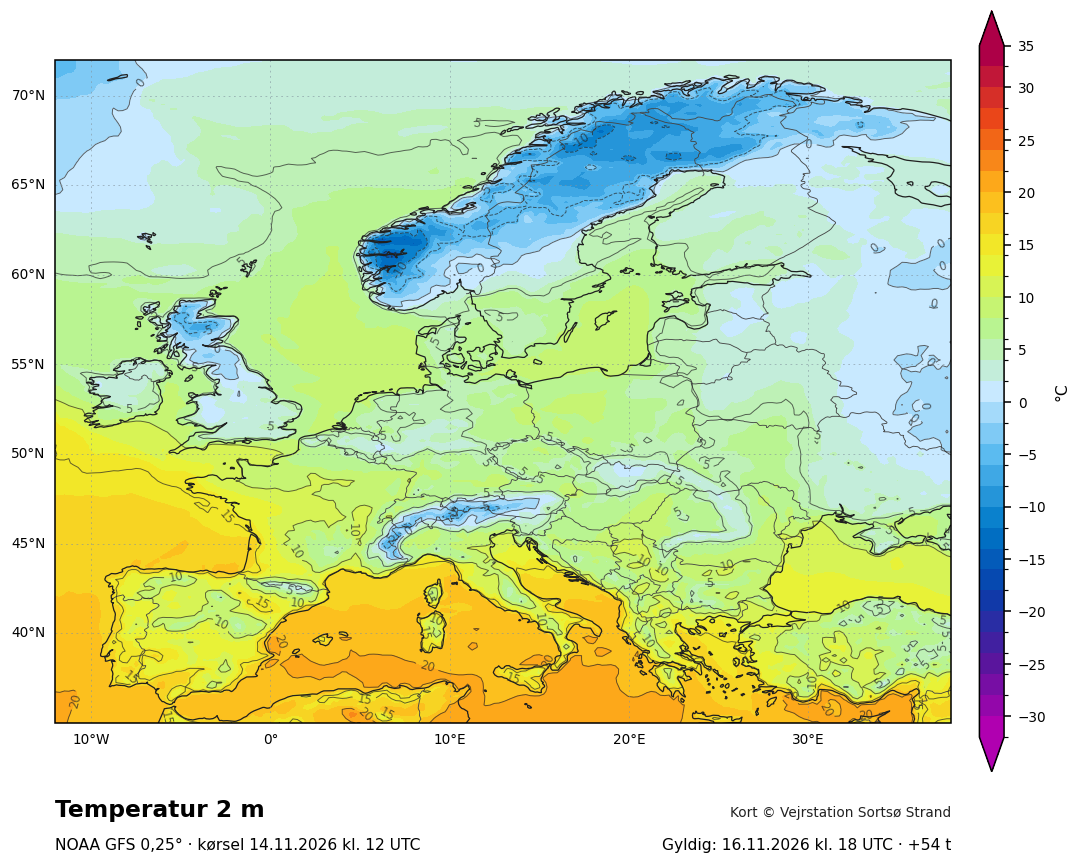 35
30
25
20
15
10
5
0
−5
−10
−15
−20
−25
−30
°C
70°N
65°N
60°N
55°N
50°N
45°N
40°N
10°W
0°
10°E
20°E
30°E
Temperatur 2 m
Kort © Vejrstation Sortsø Strand
NOAA GFS 0,25° · kørsel 14.11.2026 kl. 12 UTC
Gyldig: 16.11.2026 kl. 18 UTC · +54 t